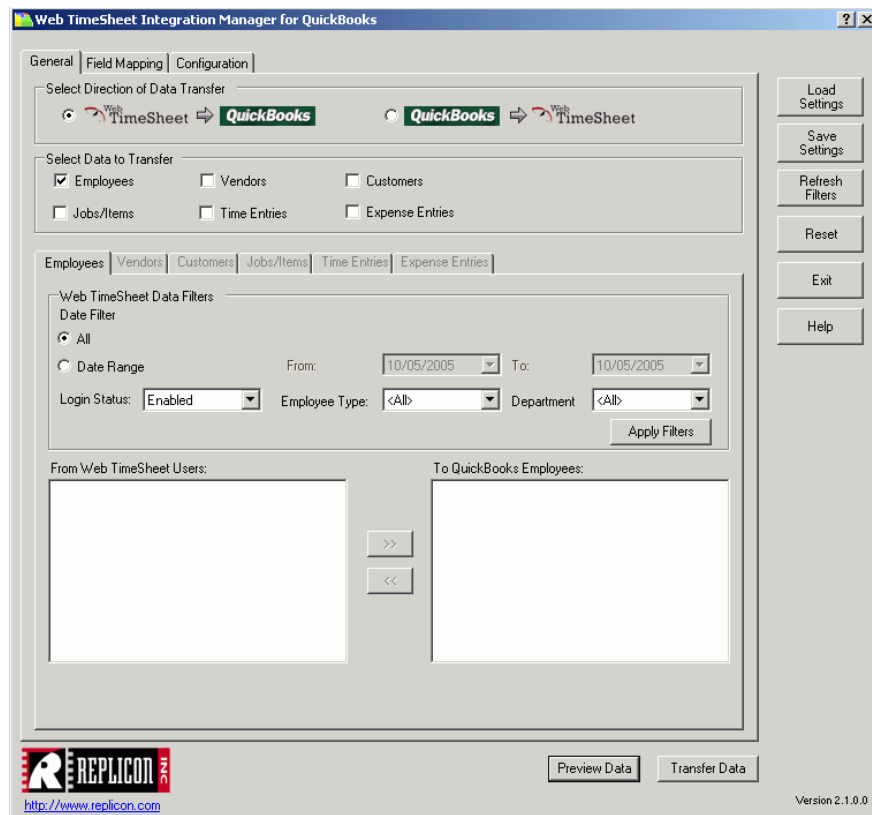 Web TimeSheet Integration Manager for QuickBooks
General Field Mapping Configuration
Select Direction of Data Transfer
Web TimeSheet QuickBooks QuickBooks Web TimeSheet
Select Data to Transfer
Employees Vendors Customers
Jobs/Items Time Entries Expense Entries
Employees Vendors Customers Jobs/Items Time Entries Expense Entries
Web TimeSheet Data Filters
Date Filter
All
Date Range From: 10/05/2005 To: 10/05/2005
Login Status: Enabled Employee Type: <All> Department <All>
Apply Filters
From Web TimeSheet Users: To QuickBooks Employees:
>>
<<
Load Settings
Save Settings
Refresh Filters
Reset
Exit
Help
REPLICON INC
http://www.replicon.com
Preview Data Transfer Data
Version 2.1.0.0